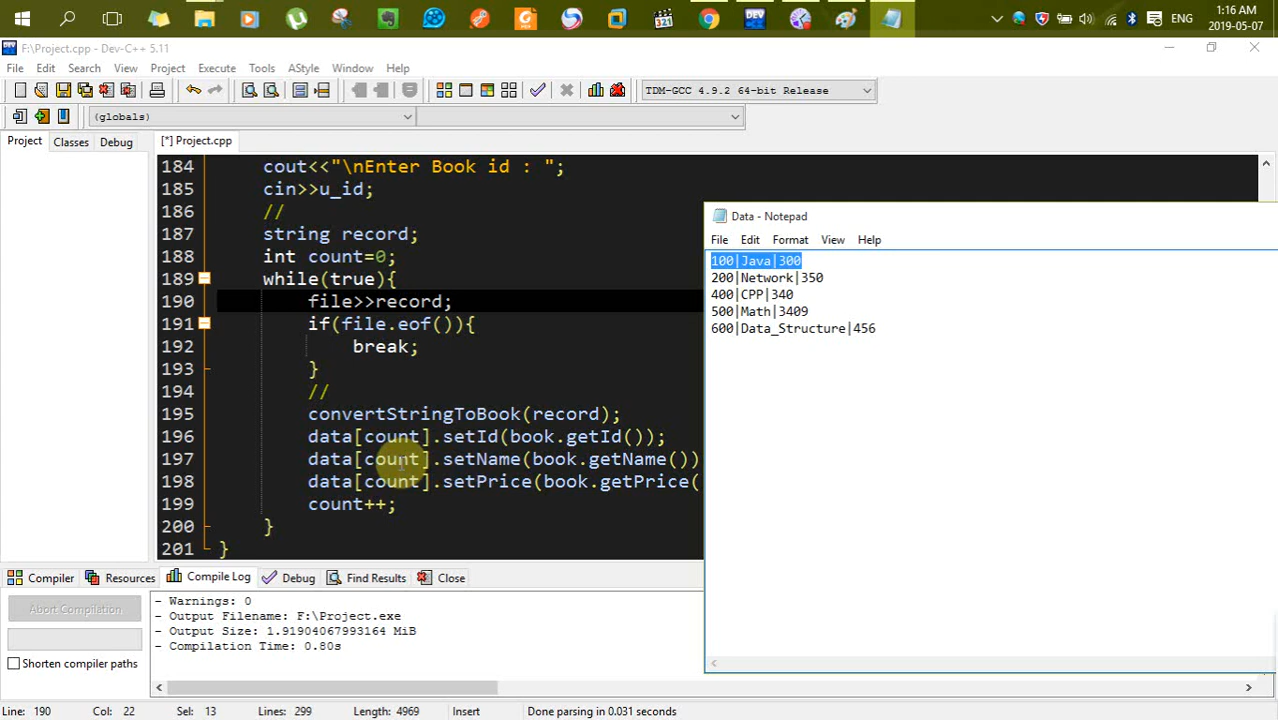 1:16 AM
ENG
2019-05-07
F:\Project.cpp - Dev-C++ 5.11
File Edit Search View Project Execute Tools AStyle Window Help
TDM-GCC 4.9.2 64-bit Release
(globals)
Project Classes Debug [*] Project.cpp
184 cout<<"\nEnter Book id : ";
185 cin>>u_id;
186 //
187 string record;
188 int count=0;
189 while(true){
190 file>>record;
191 if(file.eof()){
192 break;
193 }
194 //
195 convertStringToBook(record);
196 data[count].setId(book.getId());
197 data[count].setName(book.getName())
198 data[count].setPrice(book.getPrice(
199 count++;
200 }
201 }
Data - Notepad
File Edit Format View Help
100|Java|300
200|Network|350
400|CPP|340
500|Math|3409
600|Data_Structure|456
Compiler Resources Compile Log Debug Find Results Close
Abort Compilation
Shorten compiler paths
- Warnings: 0
- Output Filename: F:\Project.exe
- Output Size: 1.91904067993164 MiB
- Compilation Time: 0.80s
Line: 190 Col: 22 Sel: 13 Lines: 299 Length: 4969 Insert Done parsing in 0.031 seconds